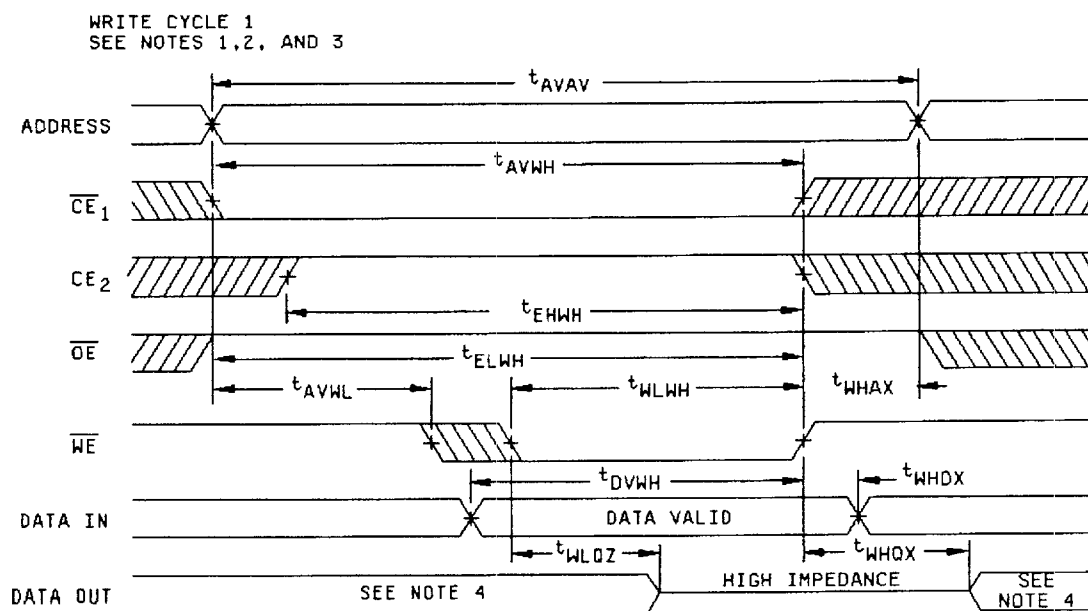 WRITE CYCLE 1
SEE NOTES 1,2, AND 3
tAVAV
ADDRESS
tAVWH
CE1
CE2
tEHWH
OE
tELWH
tAVWL
tWLWH
tWHAX
WE
tDVWH
tWHDX
DATA IN
DATA VALID
tWLQZ
tWHQX
DATA OUT
SEE NOTE 4
HIGH IMPEDANCE
SEE
NOTE 4